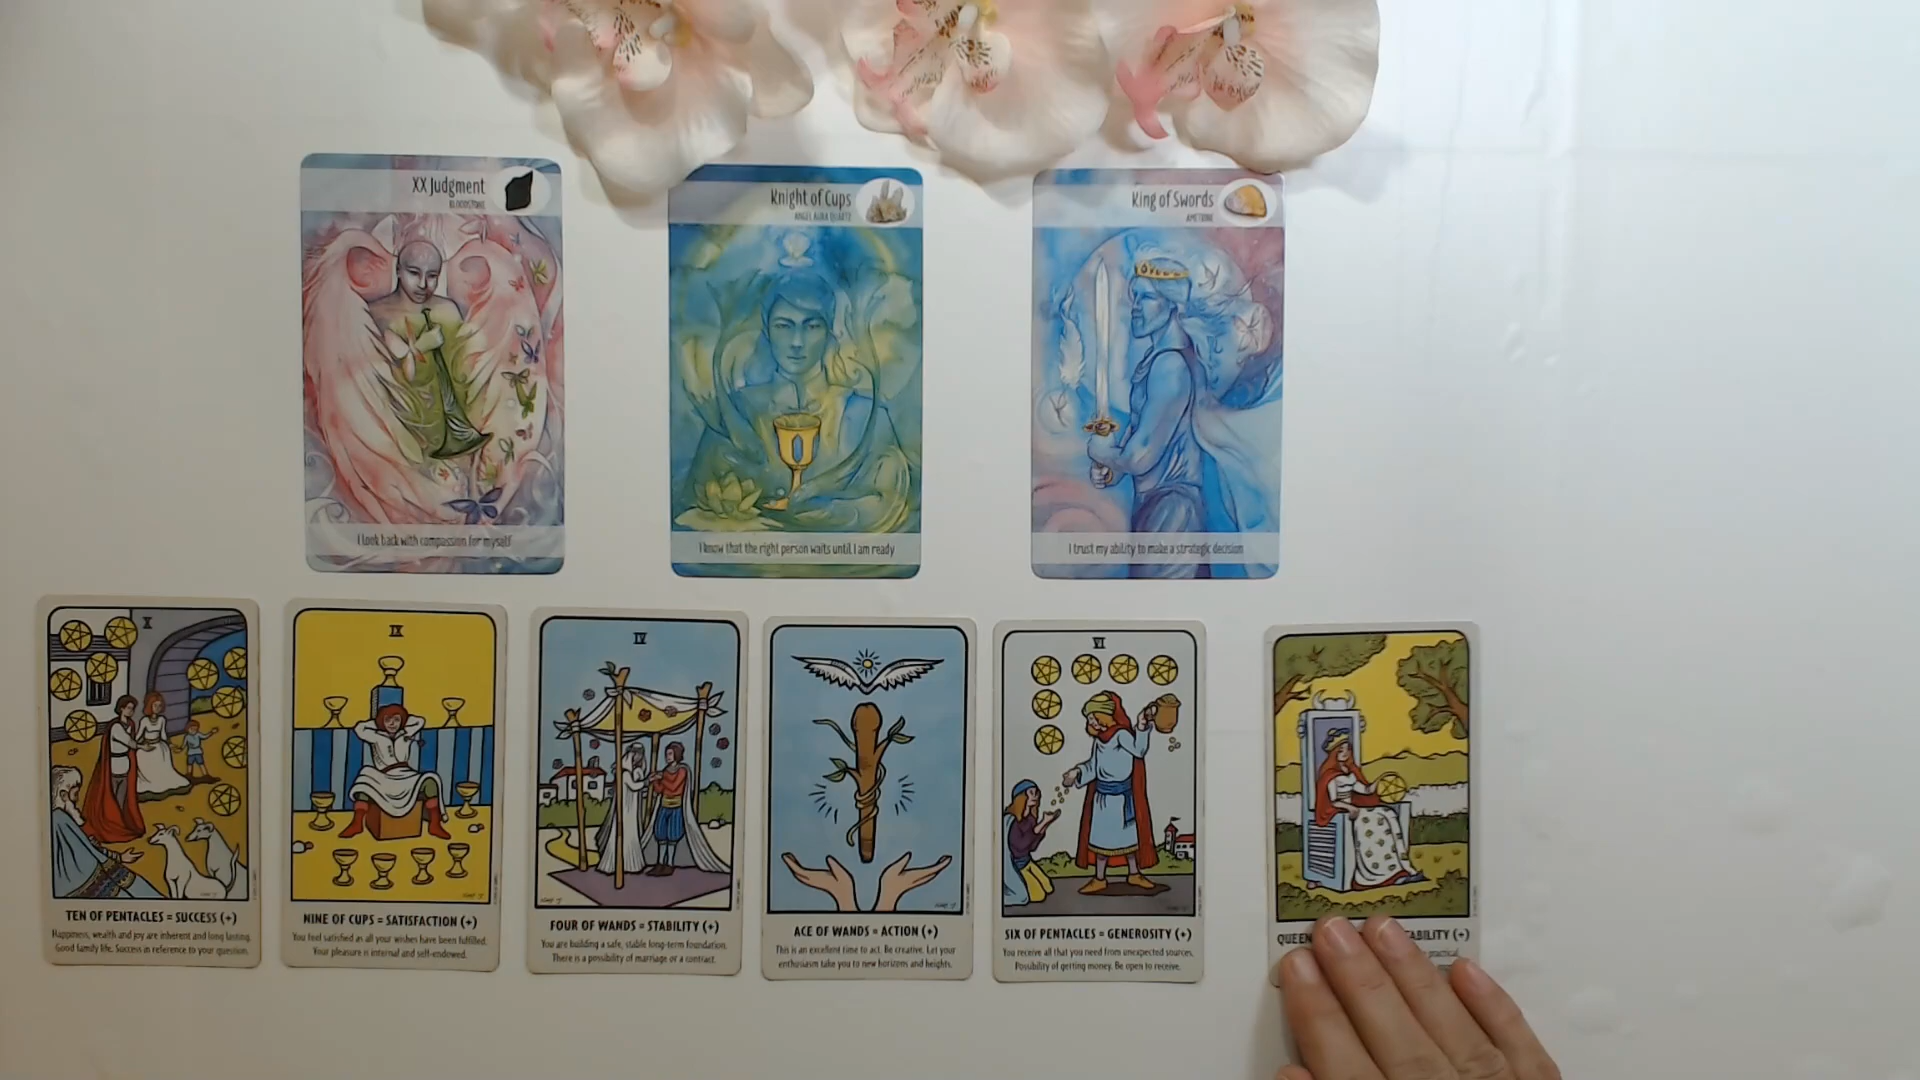 XX Judgment
BLOODSTONE
I look back with compassion for myself
Knight of Cups
ANGEL AURA QUARTZ
I know that the right person waits until I am ready
King of Swords
AMETRINE
I trust my ability to make a strategic decision
X
TEN OF PENTACLES = SUCCESS (+)
Happiness, wealth and joy are inherent and long lasting.
Good family life. Success in reference to your question.
IX
NINE OF CUPS = SATISFACTION (+)
You feel satisfied as all your wishes have been fulfilled.
Your pleasure is internal and self-endowed.
IV
FOUR OF WANDS = STABILITY (+)
You are building a safe, stable long-term foundation.
There is a possibility of marriage or a contract.
ACE OF WANDS = ACTION (+)
This is an excellent time to act. Be creative. Let your
enthusiasm take you to new horizons and heights.
VI
SIX OF PENTACLES = GENEROSITY (+)
You receive all that you need from unexpected sources.
Possibility of getting money. Be open to receive.
QUEEN ABILITY (+)
practical,